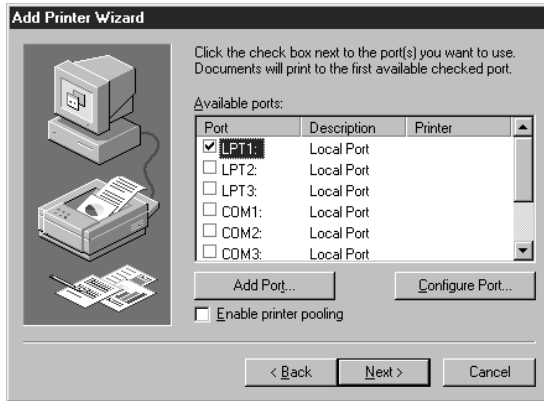 Add Printer Wizard
Click the check box next to the port(s) you want to use.
Documents will print to the first available checked port.
Available ports:
Port Description Printer
LPT1: Local Port
LPT2: Local Port
LPT3: Local Port
COM1: Local Port
COM2: Local Port
COM3: Local Port
Add Port... Configure Port...
Enable printer pooling
< Back Next > Cancel